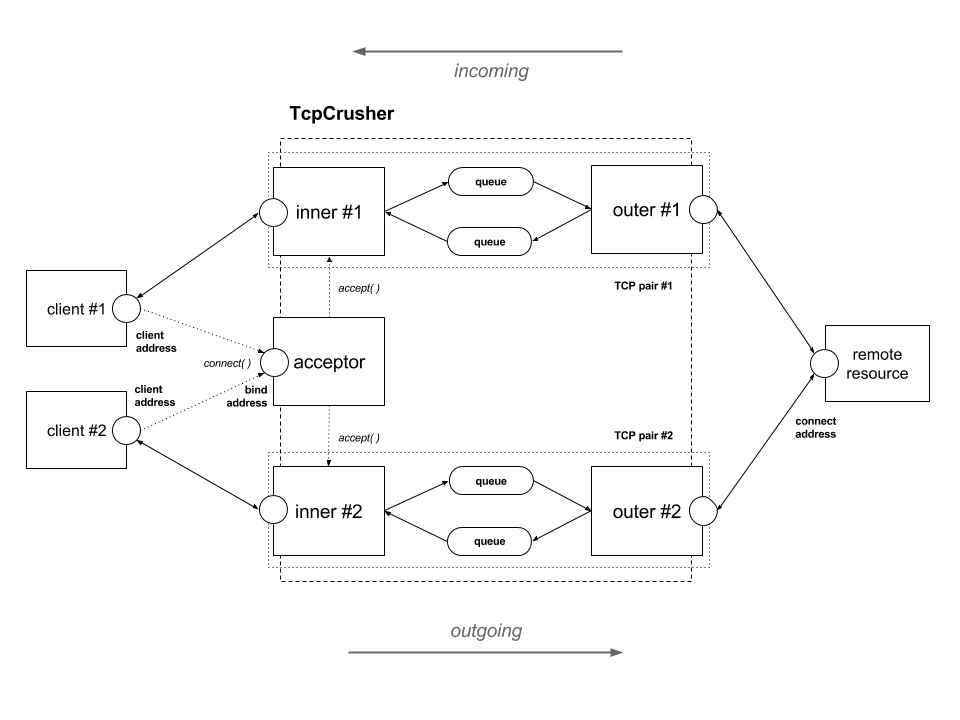 incoming
TcpCrusher
queue
inner #1
outer #1
queue
accept( )
TCP pair #1
client #1
client
address
connect( )
acceptor
remote
resource
client
address
bind
address
client #2
connect
address
accept( )
TCP pair #2
queue
inner #2
outer #2
queue
outgoing